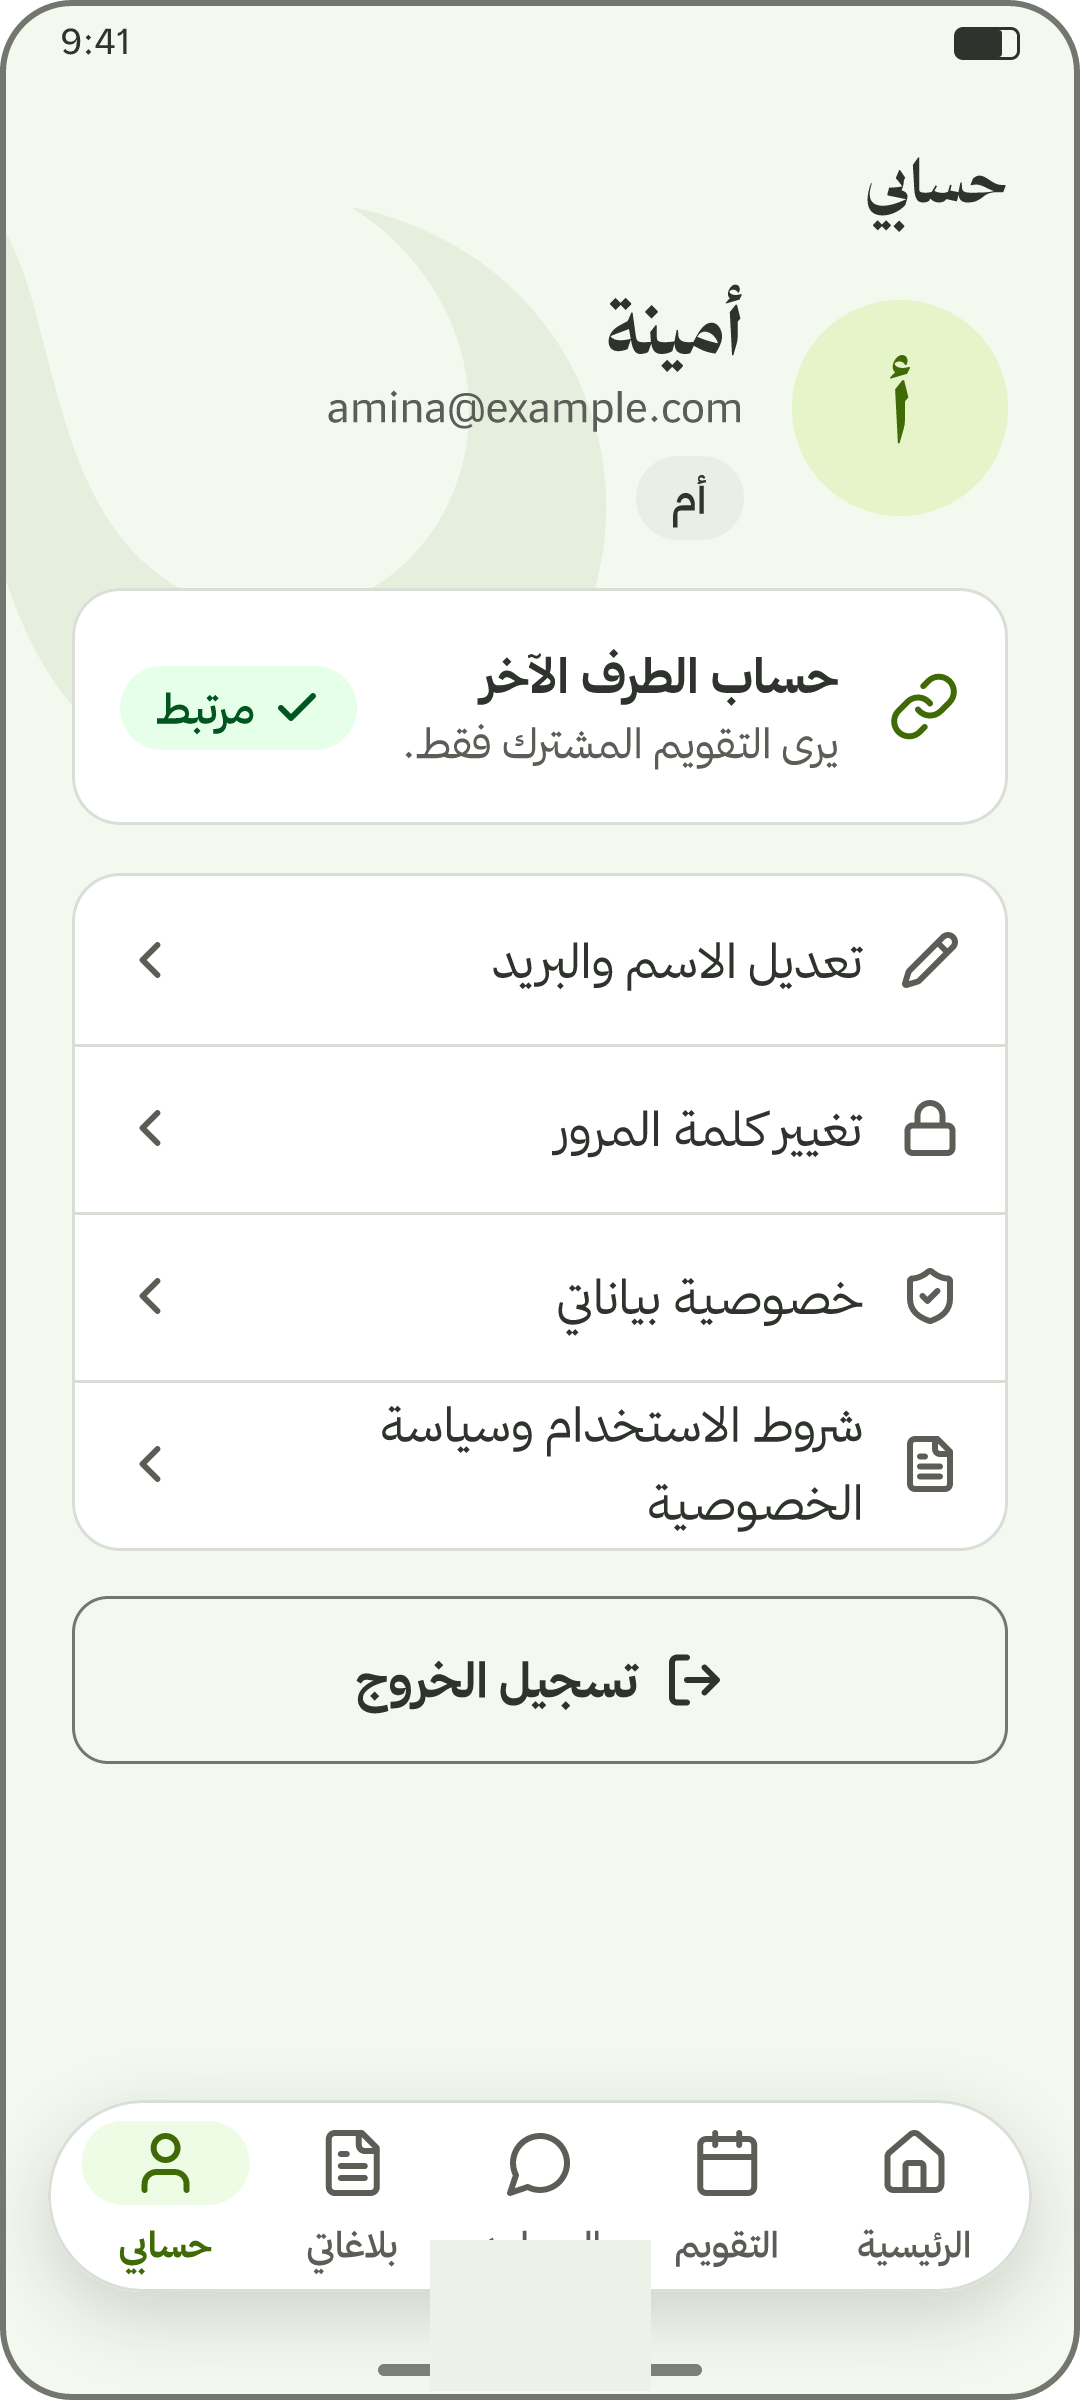 9:41
حسابي
أ
أمينة
amina@example.com
أم
حساب الطرف الآخر
يرى التقويم المشترك فقط.
مرتبط
تعديل الاسم والبريد
تغيير كلمة المرور
خصوصية بياناتي
شروط الاستخدام وسياسة
الخصوصية
تسجيل الخروج
الرئيسية
التقويم
بلاغاتي
حسابي